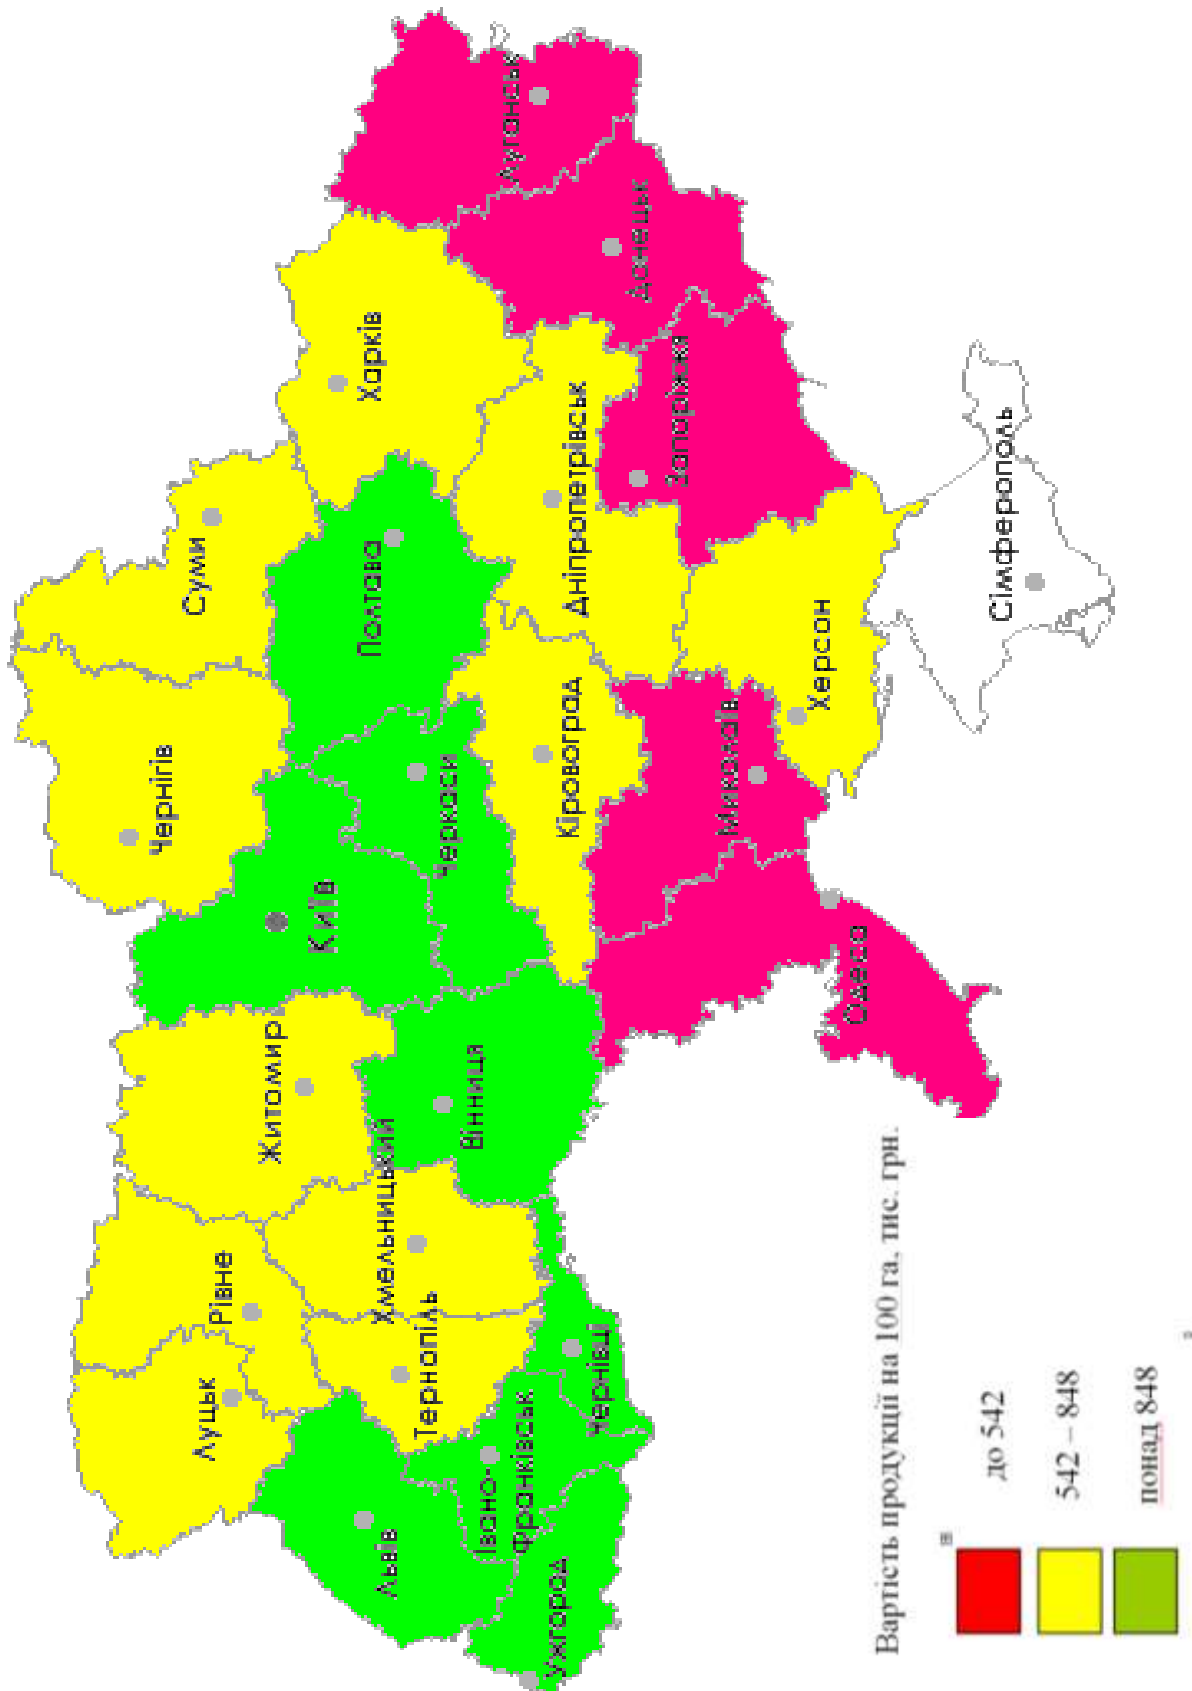 Луцьк
Рівне
Житомир
Чернігів
Суми
Київ
Львів
Тернопіль
Хмельницький
Вінниця
Черкаси
Полтава
Харків
Луганськ
Івано-
Франківськ
Ужгород
Чернівці
Кіровоград
Дніпропетрівськ
Донецьк
Запоріжжя
Миколаїв
Одеса
Херсон
Сімферополь
Вартість продукції на 100 га, тис. грн.
до 542
542 – 848
понад 848